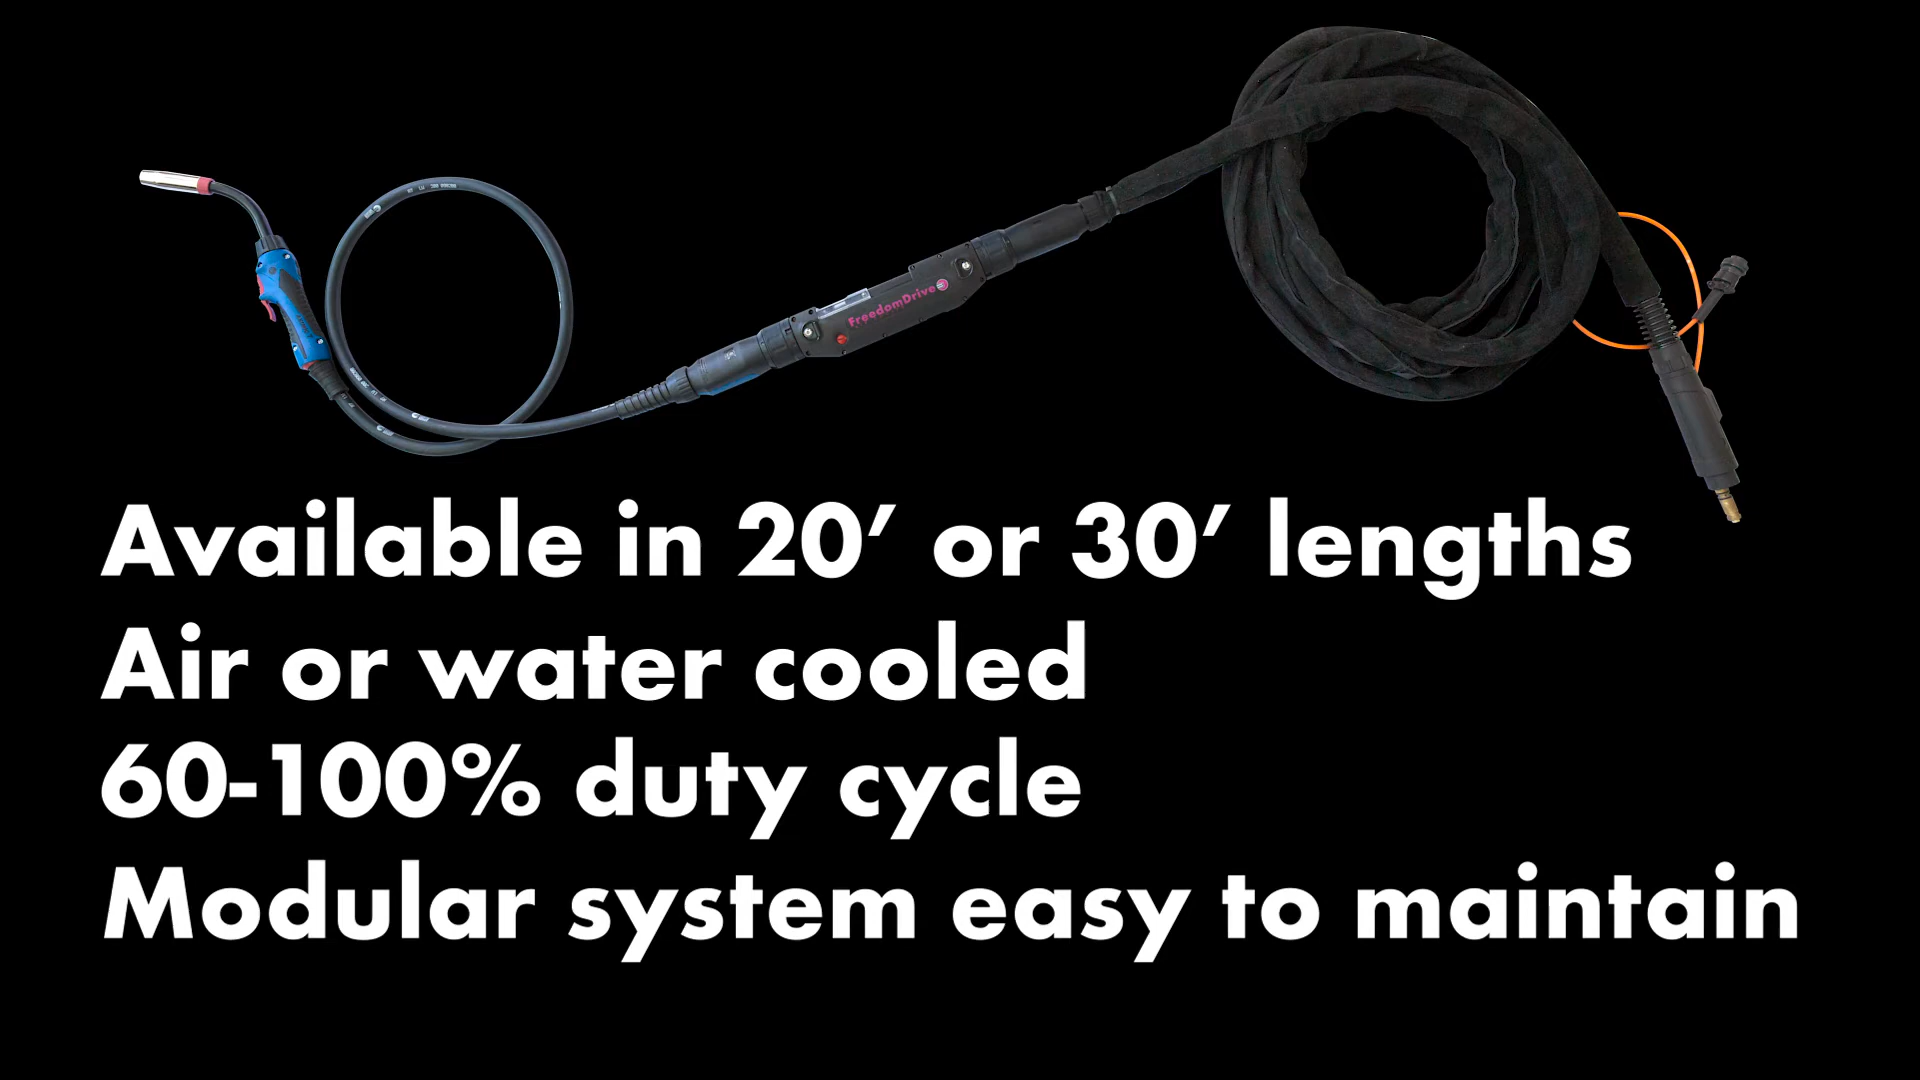 FreedomDrive
Available in 20′ or 30′ lengths
Air or water cooled
60-100% duty cycle
Modular system easy to maintain